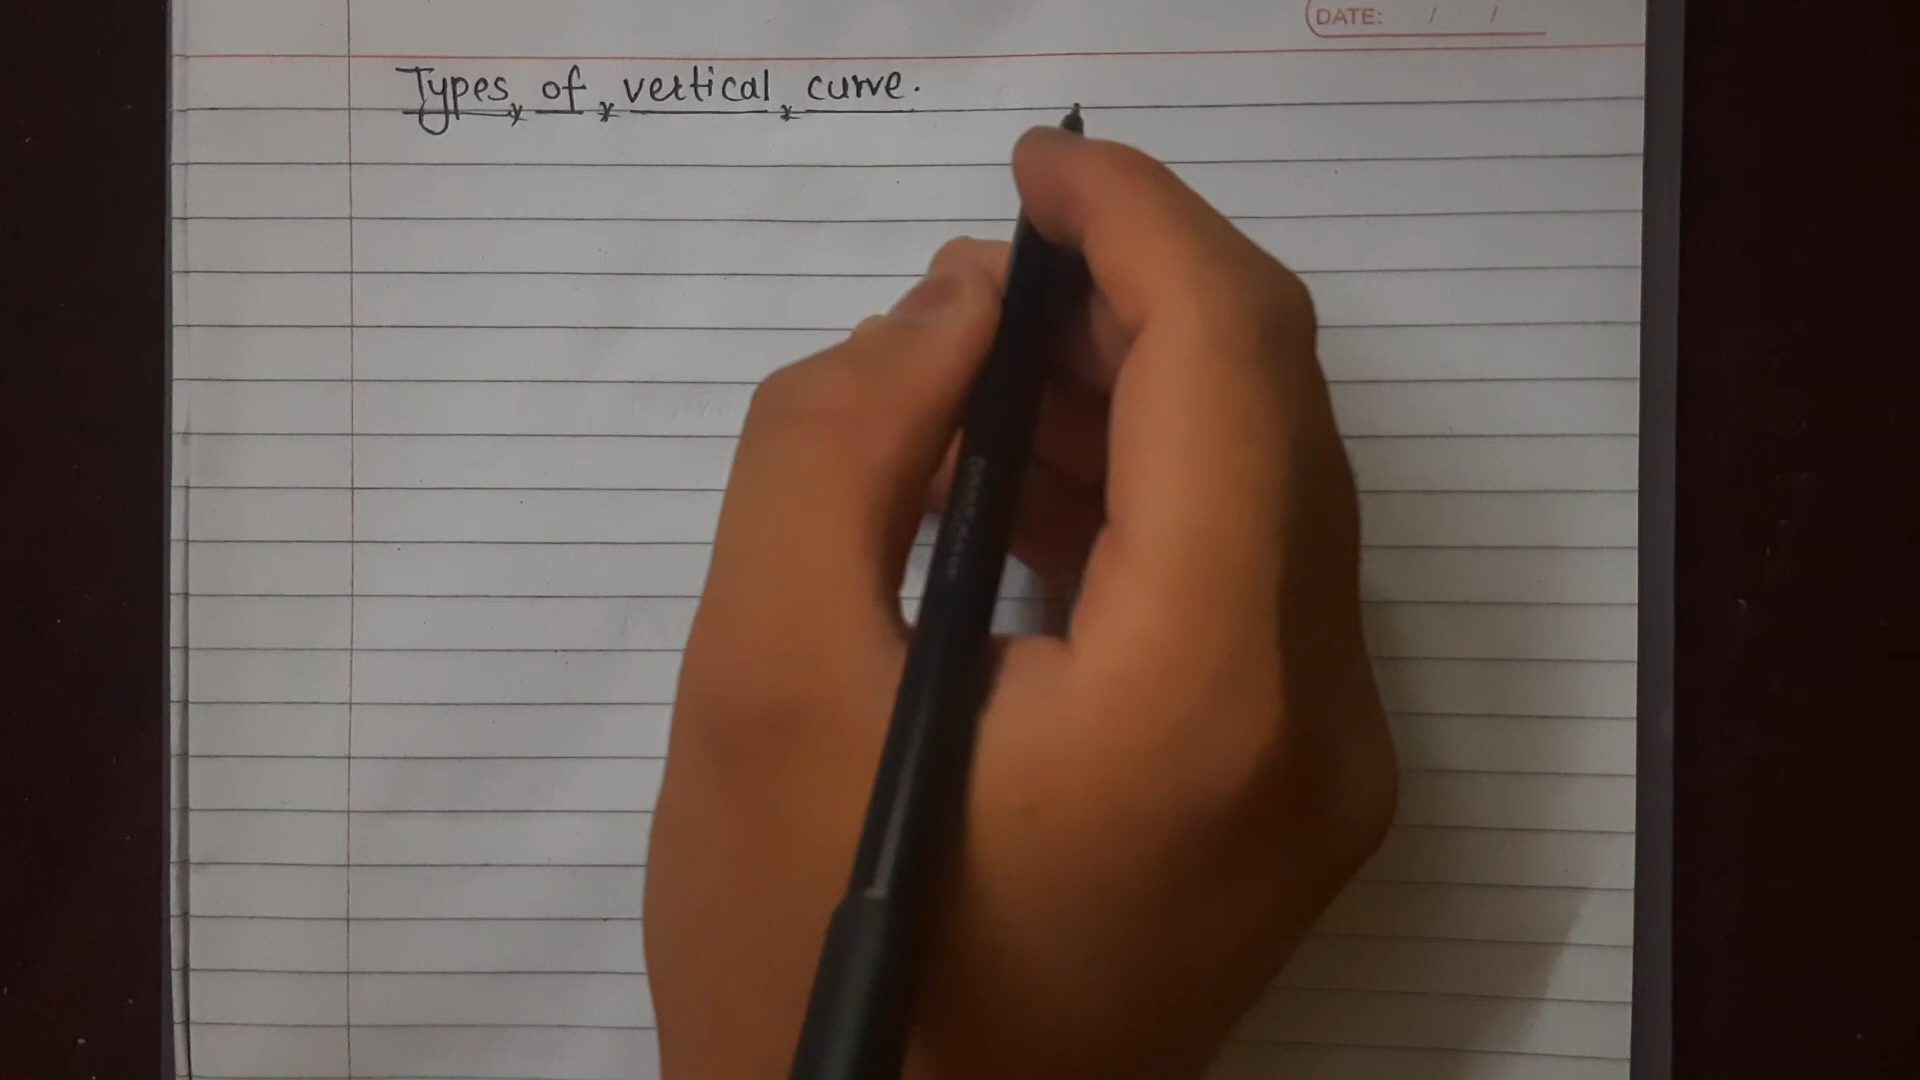 DATE: / /
Types of vertical curve.